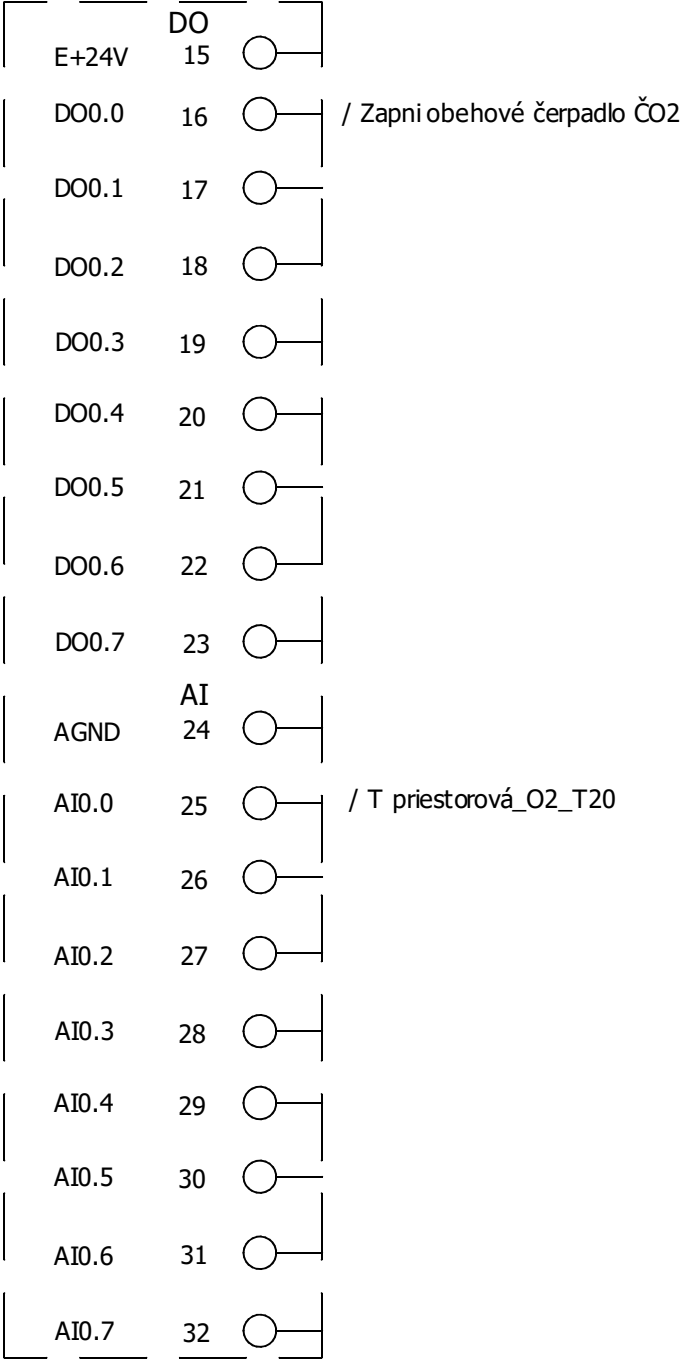 DO
E+24V 15
DO0.0 16 / Zapni obehové čerpadlo ČO2
DO0.1 17
DO0.2 18
DO0.3 19
DO0.4 20
DO0.5 21
DO0.6 22
DO0.7 23
AI
AGND 24
AI0.0 25 / T priestorová_O2_T20
AI0.1 26
AI0.2 27
AI0.3 28
AI0.4 29
AI0.5 30
AI0.6 31
AI0.7 32